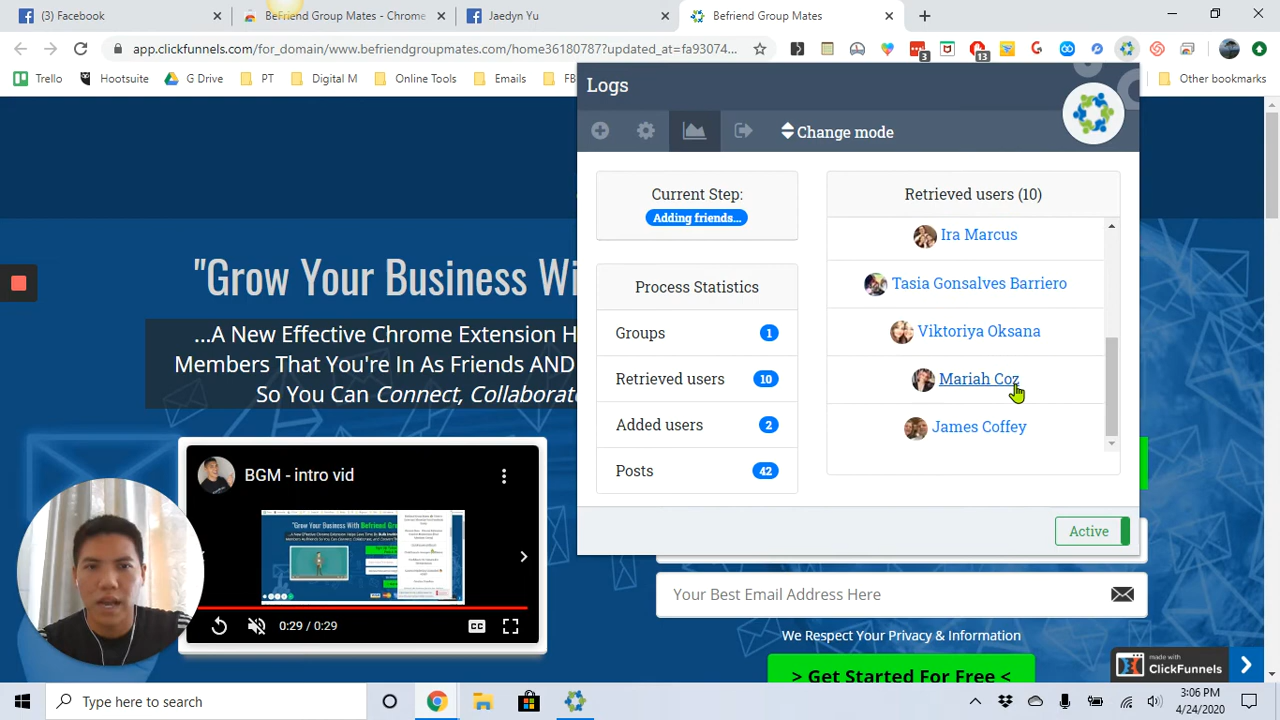 (3) Facebook
Befriend Group Mates - Chrome
Jaedyn Yu
Befriend Group Mates
app.clickfunnels.com/for_domain/www.befriendgroupmates.com/home36180787?updated_at=fa93074...
3
13
Trello
Hootsuite
G Drive
PT
Digital M
Online Tools
Emails
FB
Other bookmarks
Logs
Change mode
Current Step:
Adding friends...
Process Statistics
Groups 1
Retrieved users 10
Added users 2
Posts 42
Retrieved users (10)
Ira Marcus
Tasia Gonsalves Barriero
Viktoriya Oksana
Mariah Coz
James Coffey
Active
"Grow Your Business Wi
...A New Effective Chrome Extension H
Members That You're In As Friends AND
So You Can Connect, Collaborate
BGM - intro vid
0:29 / 0:29
CC
Your Best Email Address Here
We Respect Your Privacy & Information
> Get Started For Free <
made with
ClickFunnels
Type here to search
3:06 PM
4/24/2020